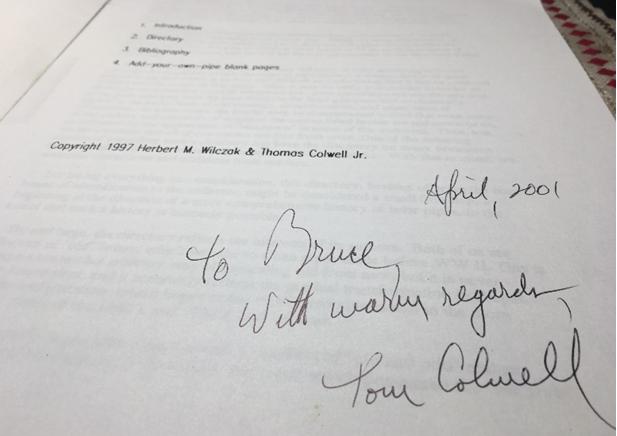 1. Introduction
2. Directory
3. Bibliography
4. Add-your-own-pipe blank pages
Copyright 1997 Herbert M. Wilczak & Thomas Colwell Jr.
April, 2001
To Bruce,
With warm regards,
Tom Colwell